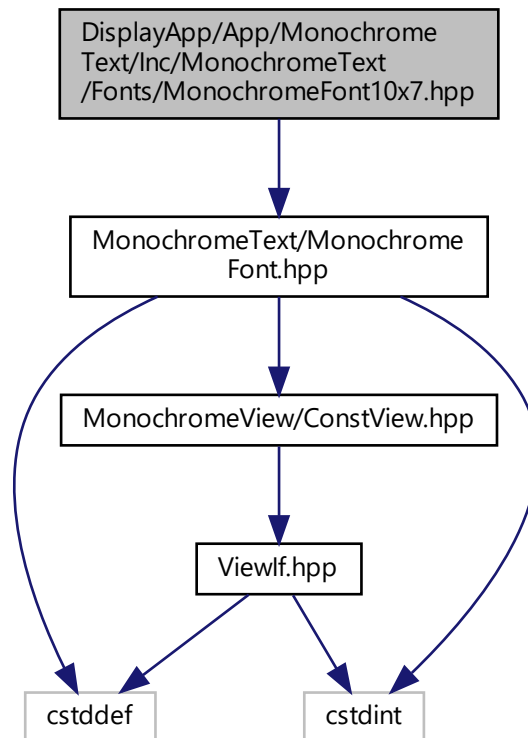 DisplayApp/App/Monochrome
Text/Inc/MonochromeText
/Fonts/MonochromeFont10x7.hpp
MonochromeText/Monochrome
Font.hpp
MonochromeView/ConstView.hpp
ViewIf.hpp
cstddef
cstdint